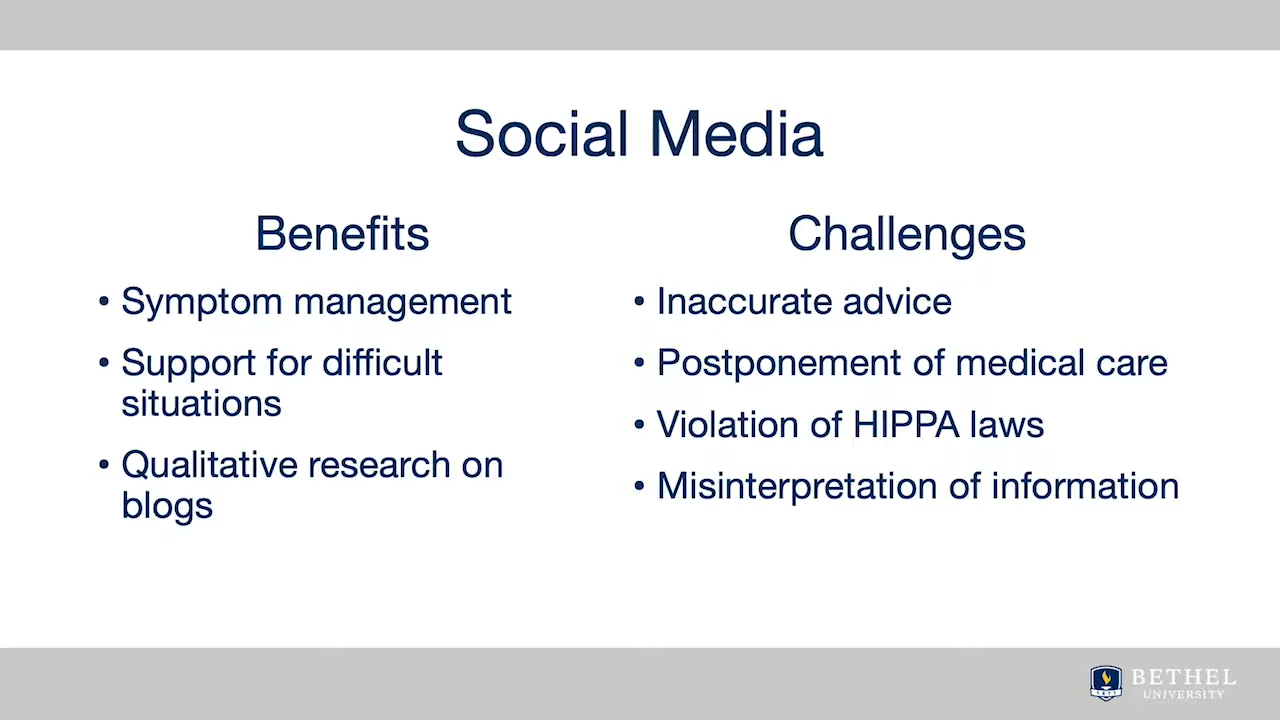 Social Media
Benefits
• Symptom management
• Support for difficult
situations
• Qualitative research on
blogs
Challenges
• Inaccurate advice
• Postponement of medical care
• Violation of HIPPA laws
• Misinterpretation of information
BETHEL
UNIVERSITY